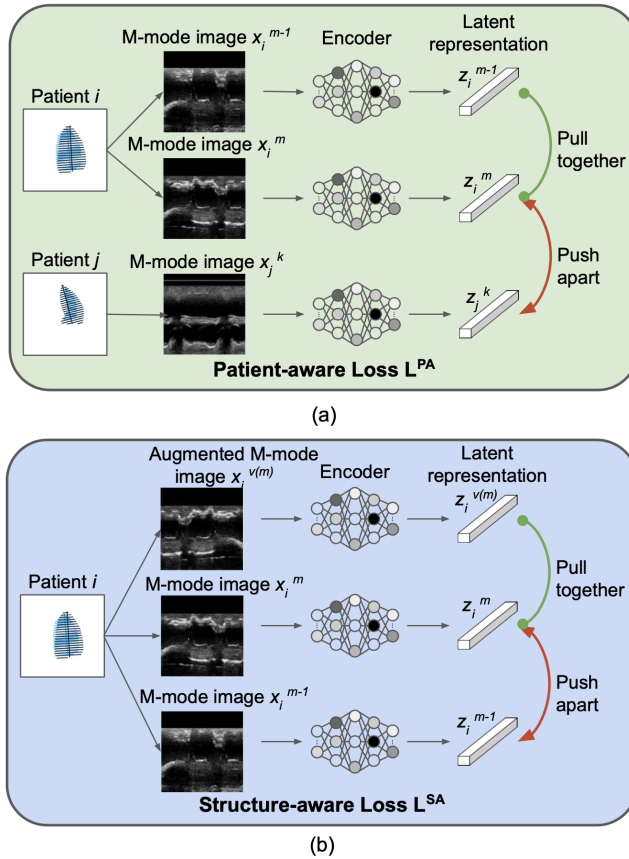 M-mode image x_i^{m-1} Encoder Latent
representation
z_i^{m-1}
Patient i
Pull
together
M-mode image x_i^m
z_i^m
Push
apart
Patient j
M-mode image x_j^k
z_j^k
Patient-aware Loss L^{PA}
(a)
Augmented M-mode
image x_i^{v(m)} Encoder Latent
representation
z_i^{v(m)}
Patient i
Pull
together
M-mode image x_i^m
z_i^m
Push
apart
M-mode image x_i^{m-1}
z_i^{m-1}
Structure-aware Loss L^{SA}
(b)